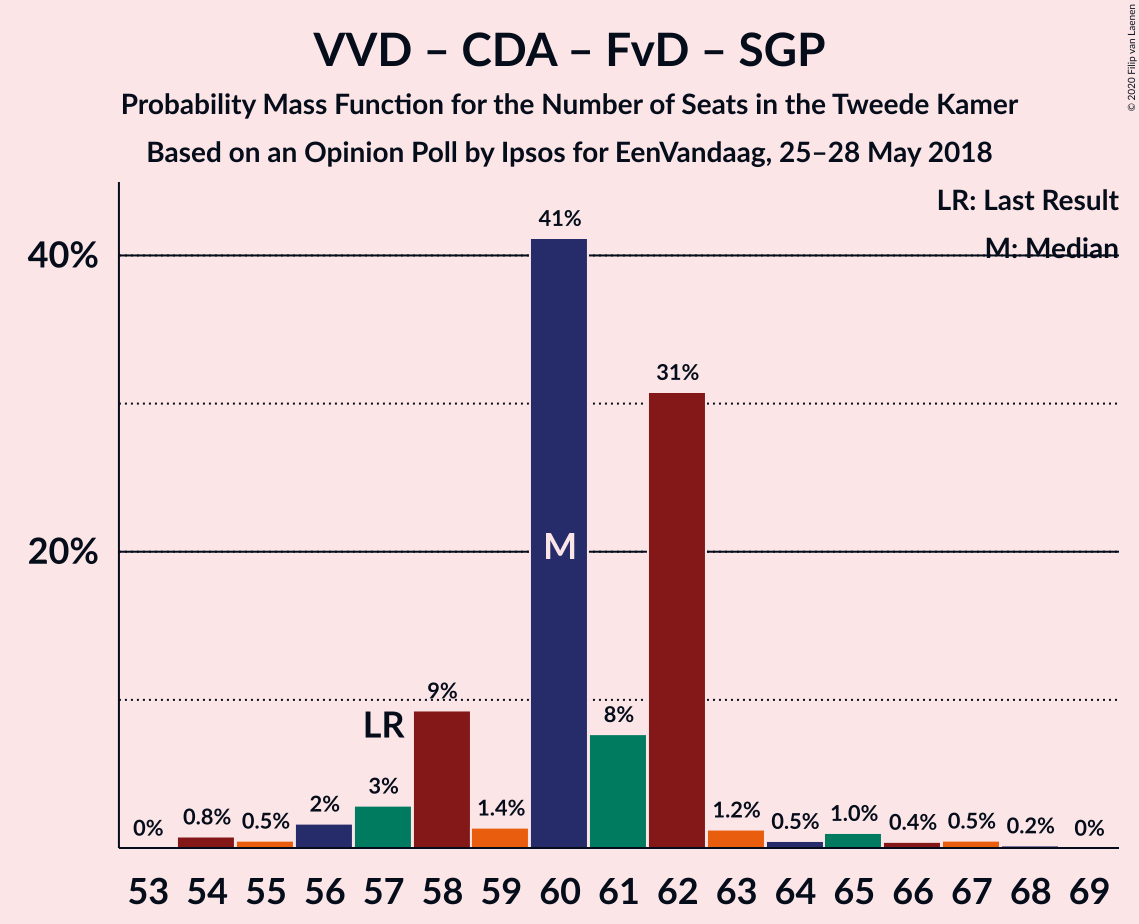 VVD – CDA – FvD – SGP
Probability Mass Function for the Number of Seats in the Tweede Kamer
Based on an Opinion Poll by Ipsos for EenVandaag, 25–28 May 2018
© 2020 Filip van Laenen
LR: Last Result
M: Median
40%
20%
41%
31%
9%
8%
LR
3%
2%
1.4%
1.2%
1.0%
0%
0.8%
0.5%
0.5%
0.4%
0.5%
0.2%
0%
M
53 54 55 56 57 58 59 60 61 62 63 64 65 66 67 68 69